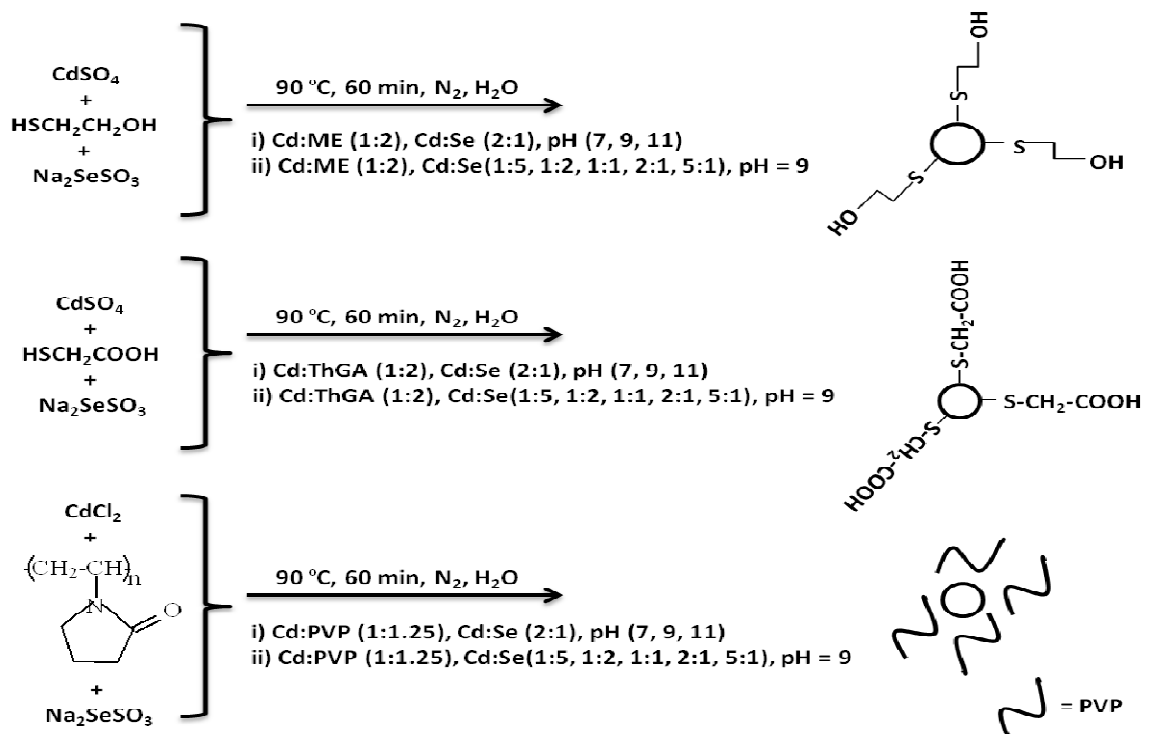 CdSO₄
+
HSCH₂CH₂OH
+
Na₂SeSO₃
90 °C, 60 min, N₂, H₂O
i) Cd:ME (1:2), Cd:Se (2:1), pH (7, 9, 11)
ii) Cd:ME (1:2), Cd:Se(1:5, 1:2, 1:1, 2:1, 5:1), pH = 9
OH
S
S
OH
S
HO
CdSO₄
+
HSCH₂COOH
+
Na₂SeSO₃
90 °C, 60 min, N₂, H₂O
i) Cd:ThGA (1:2), Cd:Se (2:1), pH (7, 9, 11)
ii) Cd:ThGA (1:2), Cd:Se(1:5, 1:2, 1:1, 2:1, 5:1), pH = 9
S-CH₂-COOH
S-CH₂-COOH
S-CH₂-COOH
CdCl₂
+
-(CH₂-CH)n
N
O
+
Na₂SeSO₃
90 °C, 60 min, N₂, H₂O
i) Cd:PVP (1:1.25), Cd:Se (2:1), pH (7, 9, 11)
ii) Cd:PVP (1:1.25), Cd:Se(1:5, 1:2, 1:1, 2:1, 5:1), pH = 9
= PVP